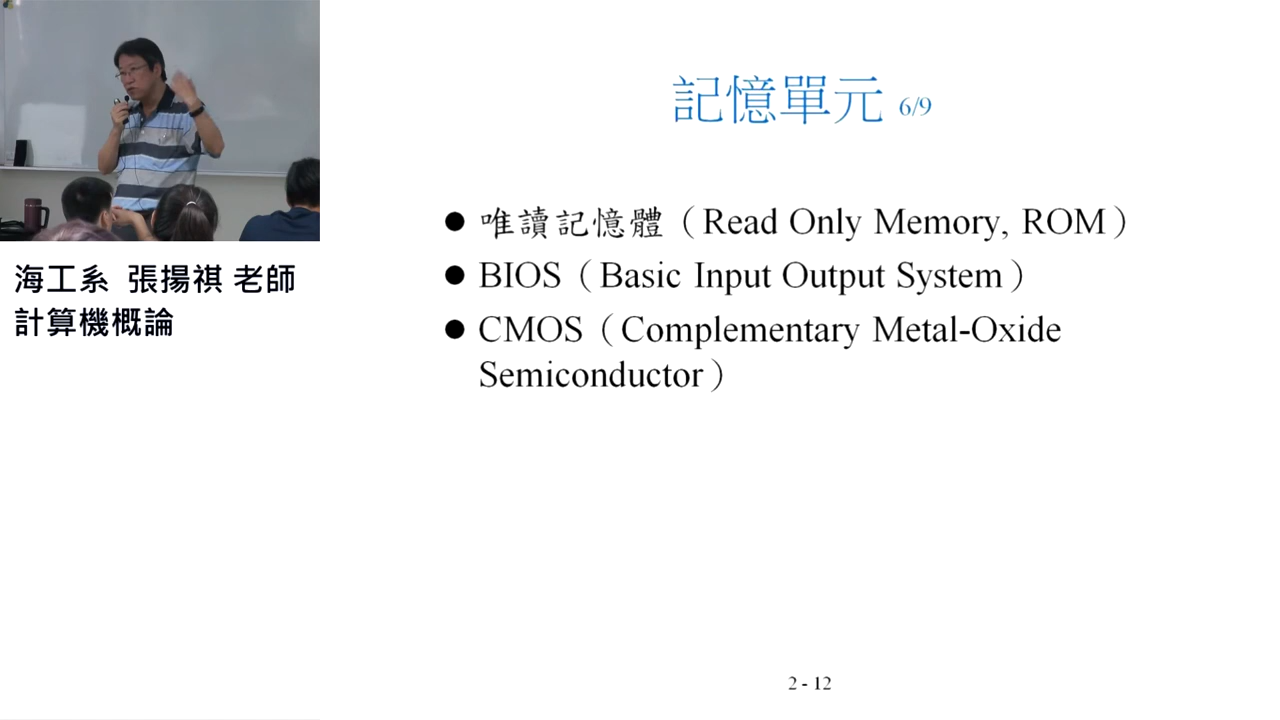 海工系 張揚祺 老師
計算機概論
記憶單元 6/9
● 唯讀記憶體（Read Only Memory, ROM）
● BIOS（Basic Input Output System）
● CMOS（Complementary Metal-Oxide
Semiconductor）
2 - 12